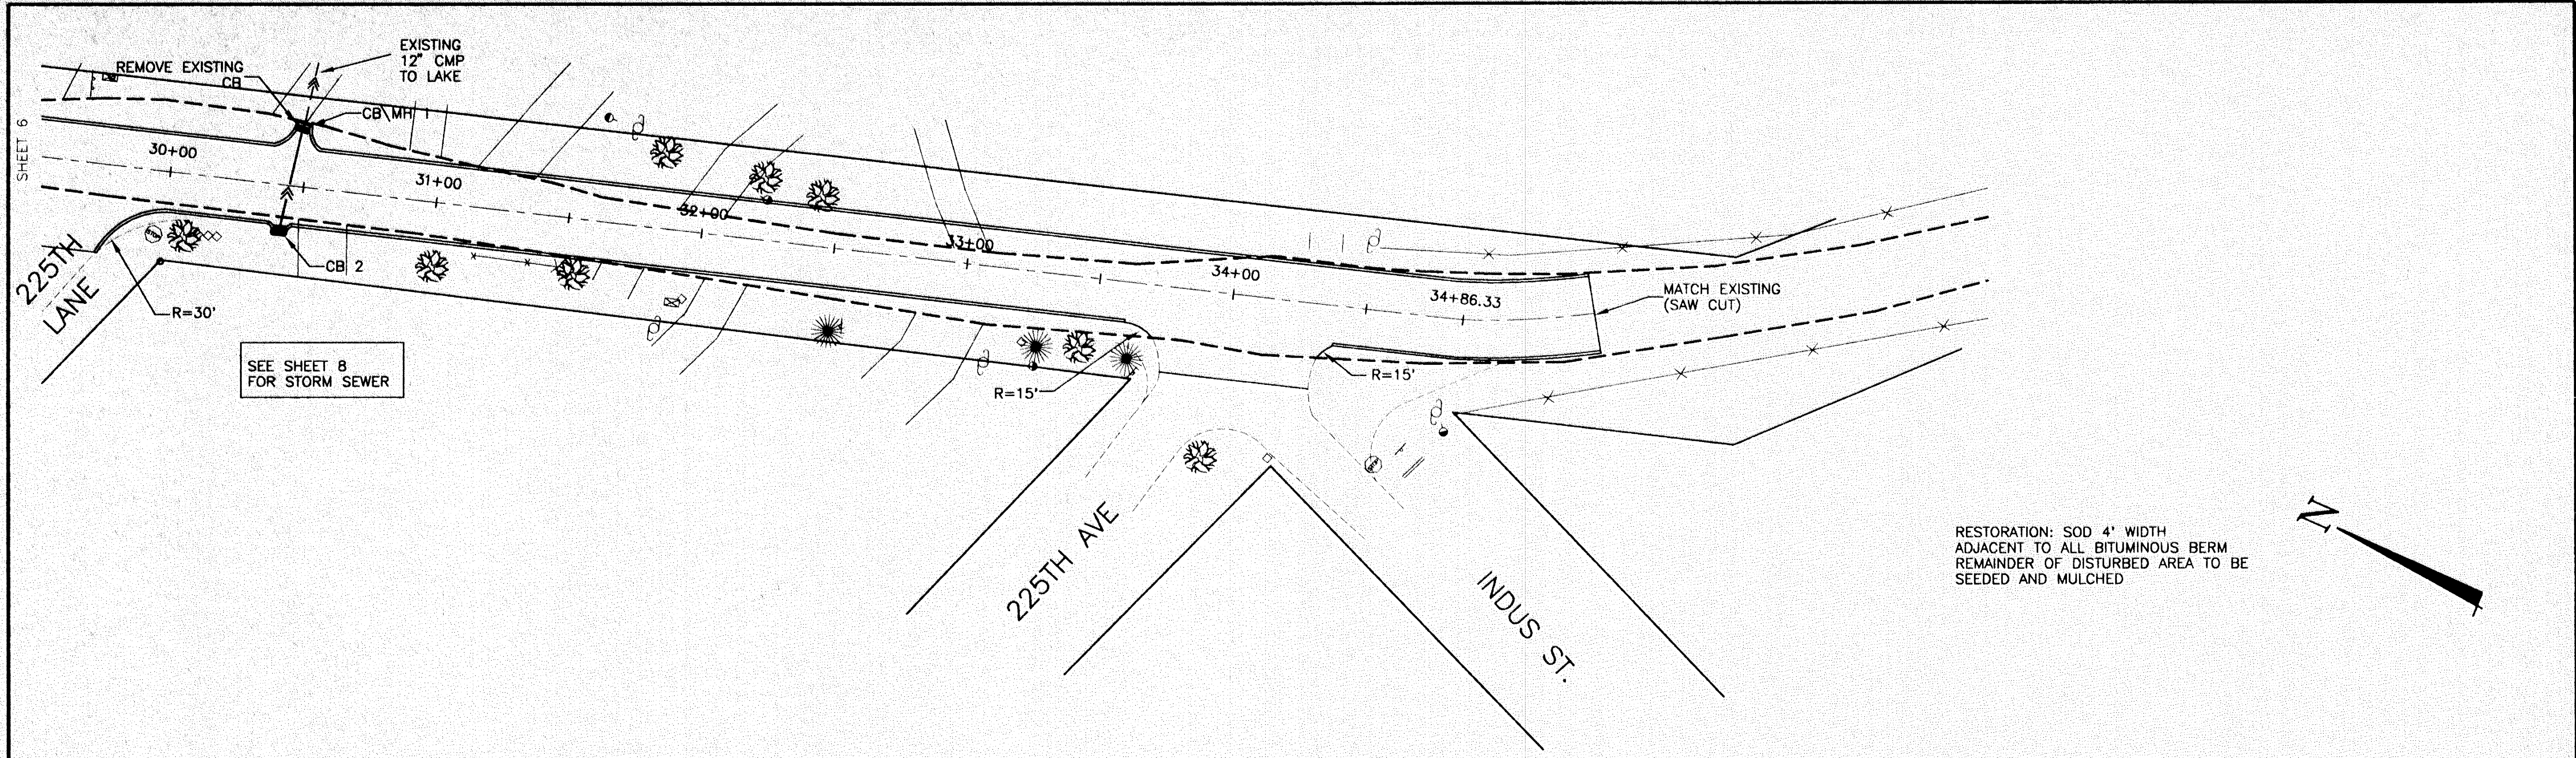 EXISTING
12" CMP
TO LAKE
REMOVE EXISTING
CB
CB\MH 1
SHEET 6
30+00
31+00
32+00
33+00
34+00
34+86.33
MATCH EXISTING
(SAW CUT)
STOP
CB 2
225TH
LANE
R=30'
SEE SHEET 8
FOR STORM SEWER
R=15'
R=15'
STOP
225TH AVE
INDUS ST.
RESTORATION: SOD 4' WIDTH
ADJACENT TO ALL BITUMINOUS BERM
REMAINDER OF DISTURBED AREA TO BE
SEEDED AND MULCHED
N